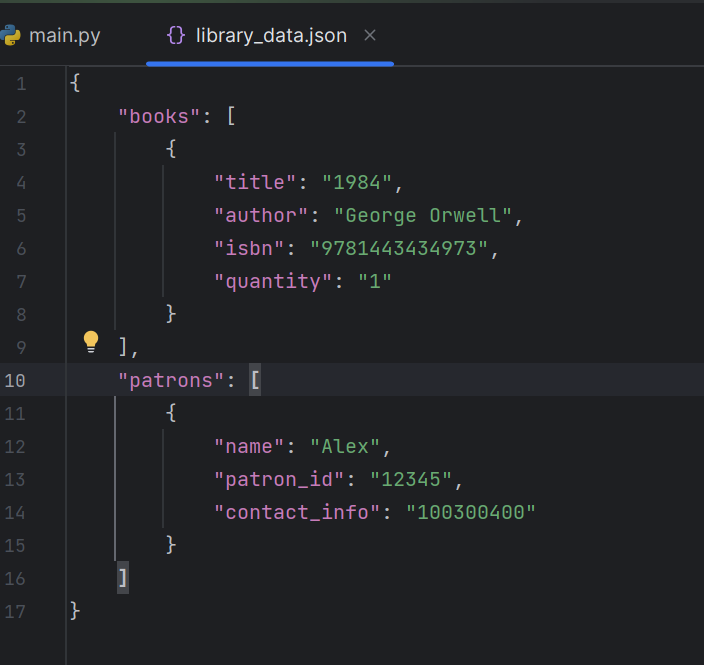 main.py
{} library_data.json ×
1 {
2     "books": [
3         {
4             "title": "1984",
5             "author": "George Orwell",
6             "isbn": "9781443434973",
7             "quantity": "1"
8         }
9     ],
10     "patrons": [
11         {
12             "name": "Alex",
13             "patron_id": "12345",
14             "contact_info": "100300400"
15         }
16     ]
17 }